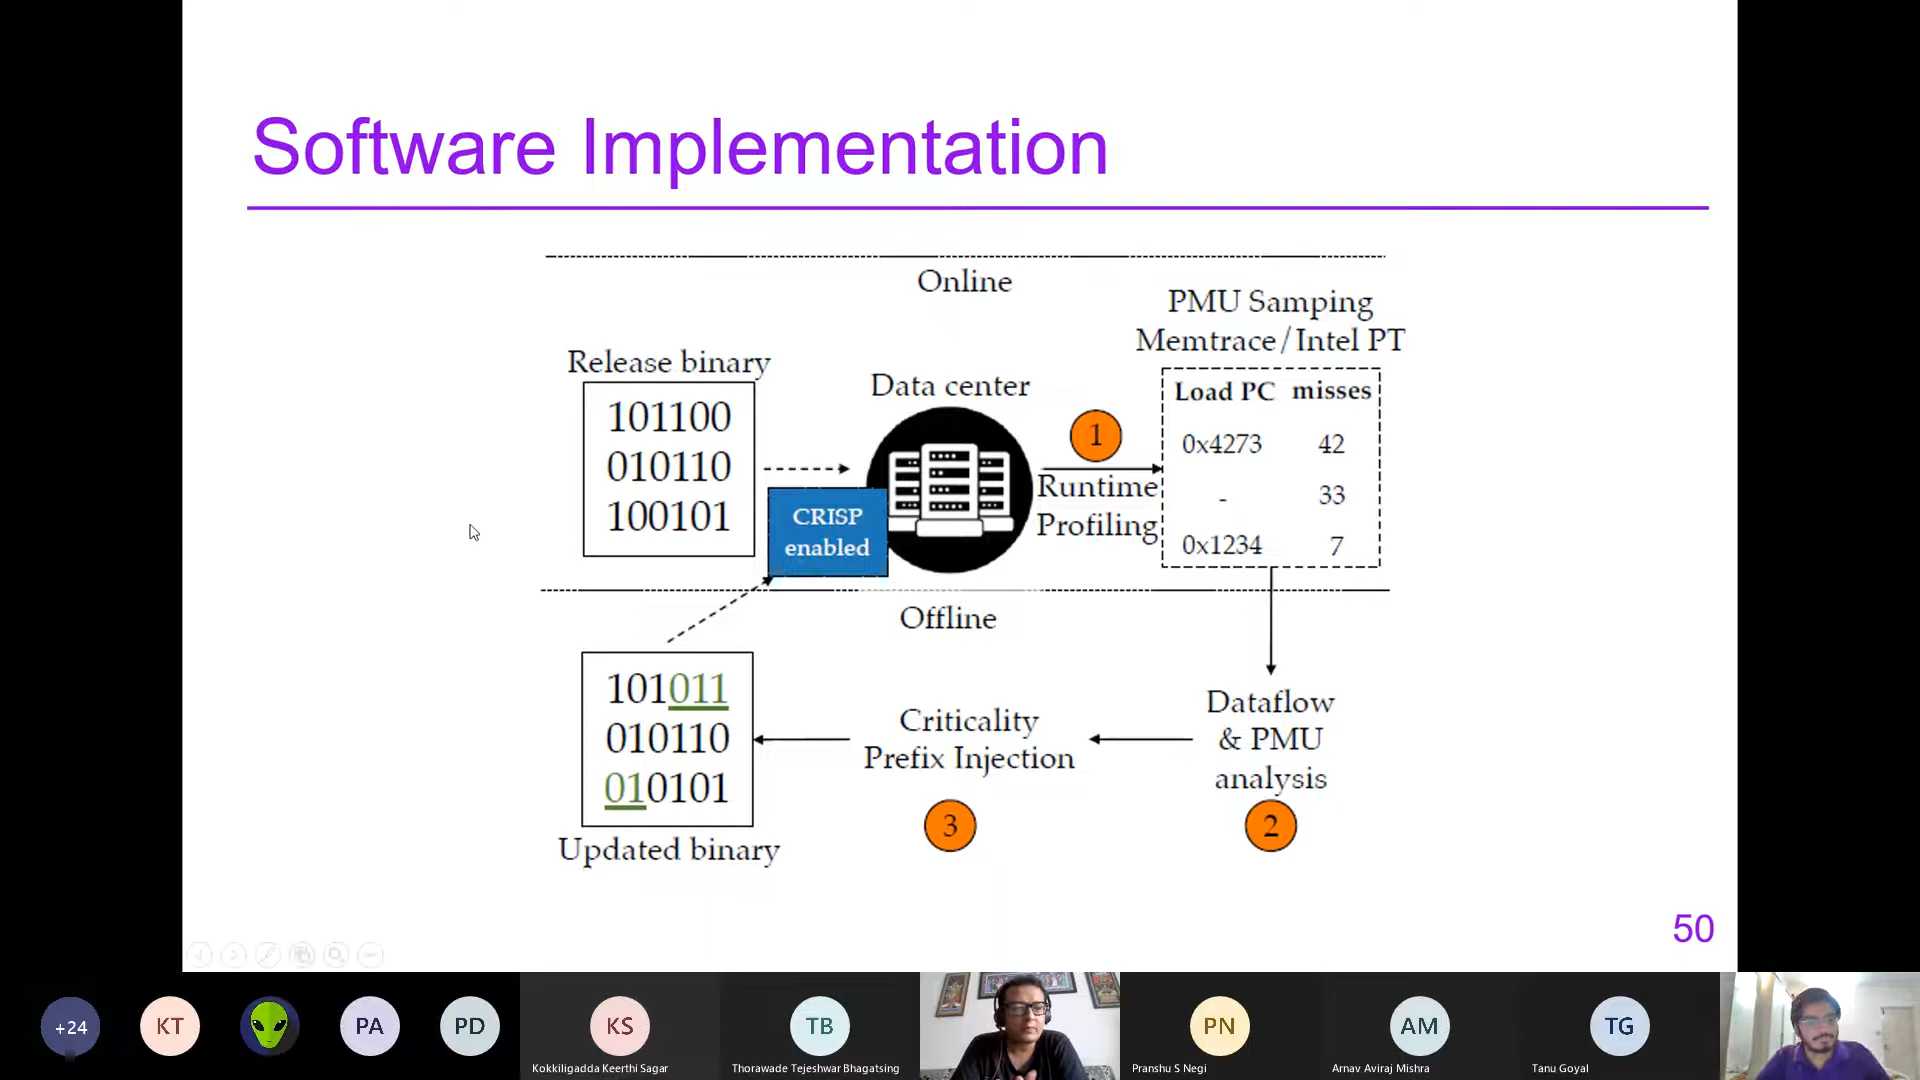 Software Implementation
Online
PMU Samping
Memtrace/Intel PT
Release binary
101100
010110
100101
Data center
CRISP
enabled
1
Runtime
Profiling
Load PC misses
0x4273 42
- 33
0x1234 7
Offline
101011
010110
010101
Updated binary
Criticality
Prefix Injection
3
Dataflow
& PMU
analysis
2
50
+24
KT
PA
PD
KS
Kokkiligadda Keerthi Sagar
TB
Thorawade Tejeshwar Bhagatsing
PN
Pranshu S Negi
AM
Arnav Aviraj Mishra
TG
Tanu Goyal